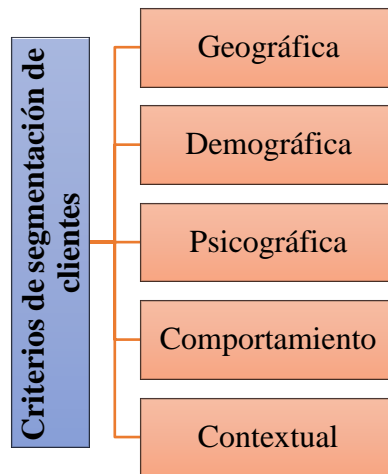 Criterios de segmentación de
clientes
Geográfica
Demográfica
Psicográfica
Comportamiento
Contextual